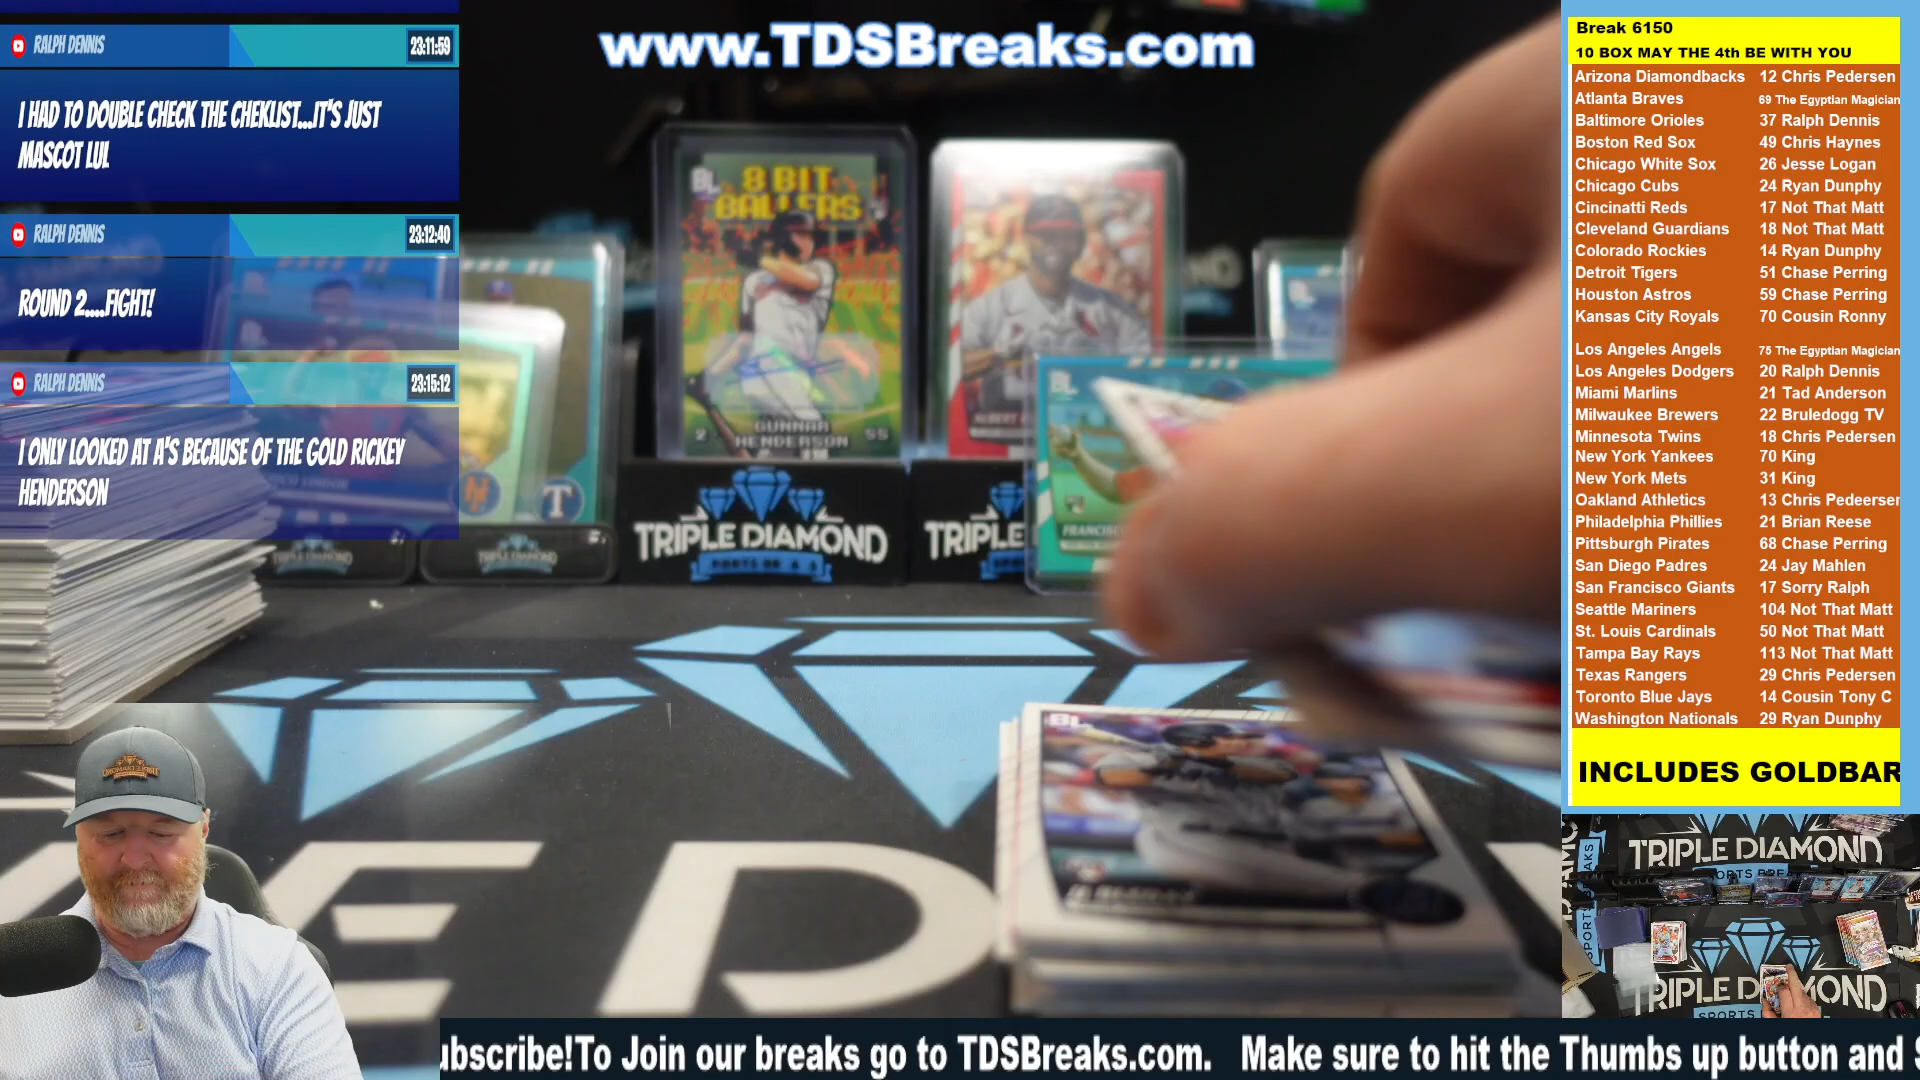 www.TDSBreaks.com
RALPH DENNIS
23:11:59
I HAD TO DOUBLE CHECK THE CHEKLIST...IT'S JUST
MASCOT LUL
RALPH DENNIS
23:12:40
ROUND 2....FIGHT!
RALPH DENNIS
23:15:12
I ONLY LOOKED AT A'S BECAUSE OF THE GOLD RICKEY
HENDERSON
BL
8 BIT
BALLERS
GUNNAR
2 HENDERSON 55
ALBERT
FRANCISC
TRIPLE DIAMOND
TRIPLE
BL
Break 6150
10 BOX MAY THE 4th BE WITH YOU
Arizona Diamondbacks 12 Chris Pedersen
Atlanta Braves 69 The Egyptian Magician
Baltimore Orioles 37 Ralph Dennis
Boston Red Sox 49 Chris Haynes
Chicago White Sox 26 Jesse Logan
Chicago Cubs 24 Ryan Dunphy
Cincinatti Reds 17 Not That Matt
Cleveland Guardians 18 Not That Matt
Colorado Rockies 14 Ryan Dunphy
Detroit Tigers 51 Chase Perring
Houston Astros 59 Chase Perring
Kansas City Royals 70 Cousin Ronny
Los Angeles Angels 75 The Egyptian Magician
Los Angeles Dodgers 20 Ralph Dennis
Miami Marlins 21 Tad Anderson
Milwaukee Brewers 22 Bruledogg TV
Minnesota Twins 18 Chris Pedersen
New York Yankees 70 King
New York Mets 31 King
Oakland Athletics 13 Chris Pedeersen
Philadelphia Phillies 21 Brian Reese
Pittsburgh Pirates 68 Chase Perring
San Diego Padres 24 Jay Mahlen
San Francisco Giants 17 Sorry Ralph
Seattle Mariners 104 Not That Matt
St. Louis Cardinals 50 Not That Matt
Tampa Bay Rays 113 Not That Matt
Texas Rangers 29 Chris Pedersen
Toronto Blue Jays 14 Cousin Tony C
Washington Nationals 29 Ryan Dunphy
INCLUDES GOLDBAR
TRIPLE DIAMOND
SPORTS BREAKS
TRIPLE DIAMOND
ubscribe!To Join our breaks go to TDSBreaks.com. Make sure to hit the Thumbs up button and S